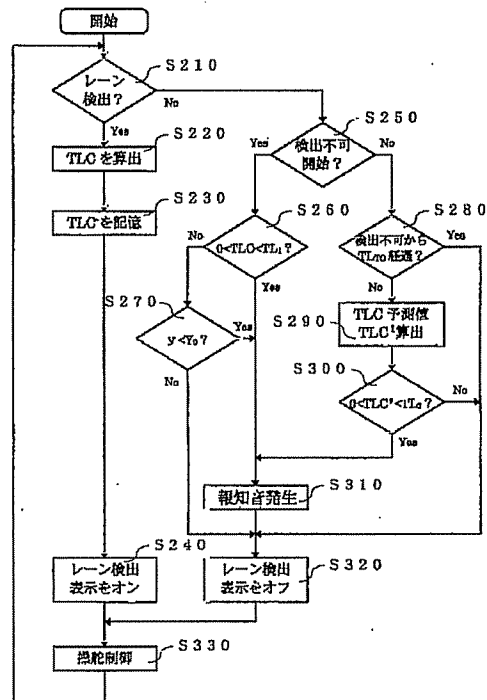 開始
S210
レーン
検出?
No
Yes
S220
TLCを算出
S230
TLCを記憶
S250
検出不可
開始?
Yes
No
S260
0<TLC<TL₁?
No
Yes
S280
検出不可から
TLTO経過?
Yes
No
S270
y<Y₀?
Yes
No
S290
TLC予測値
TLC'算出
S300
No
Yes
S310
報知音発生
S240
レーン検出
表示をオン
S320
レーン検出
表示をオフ
S330
操舵制御